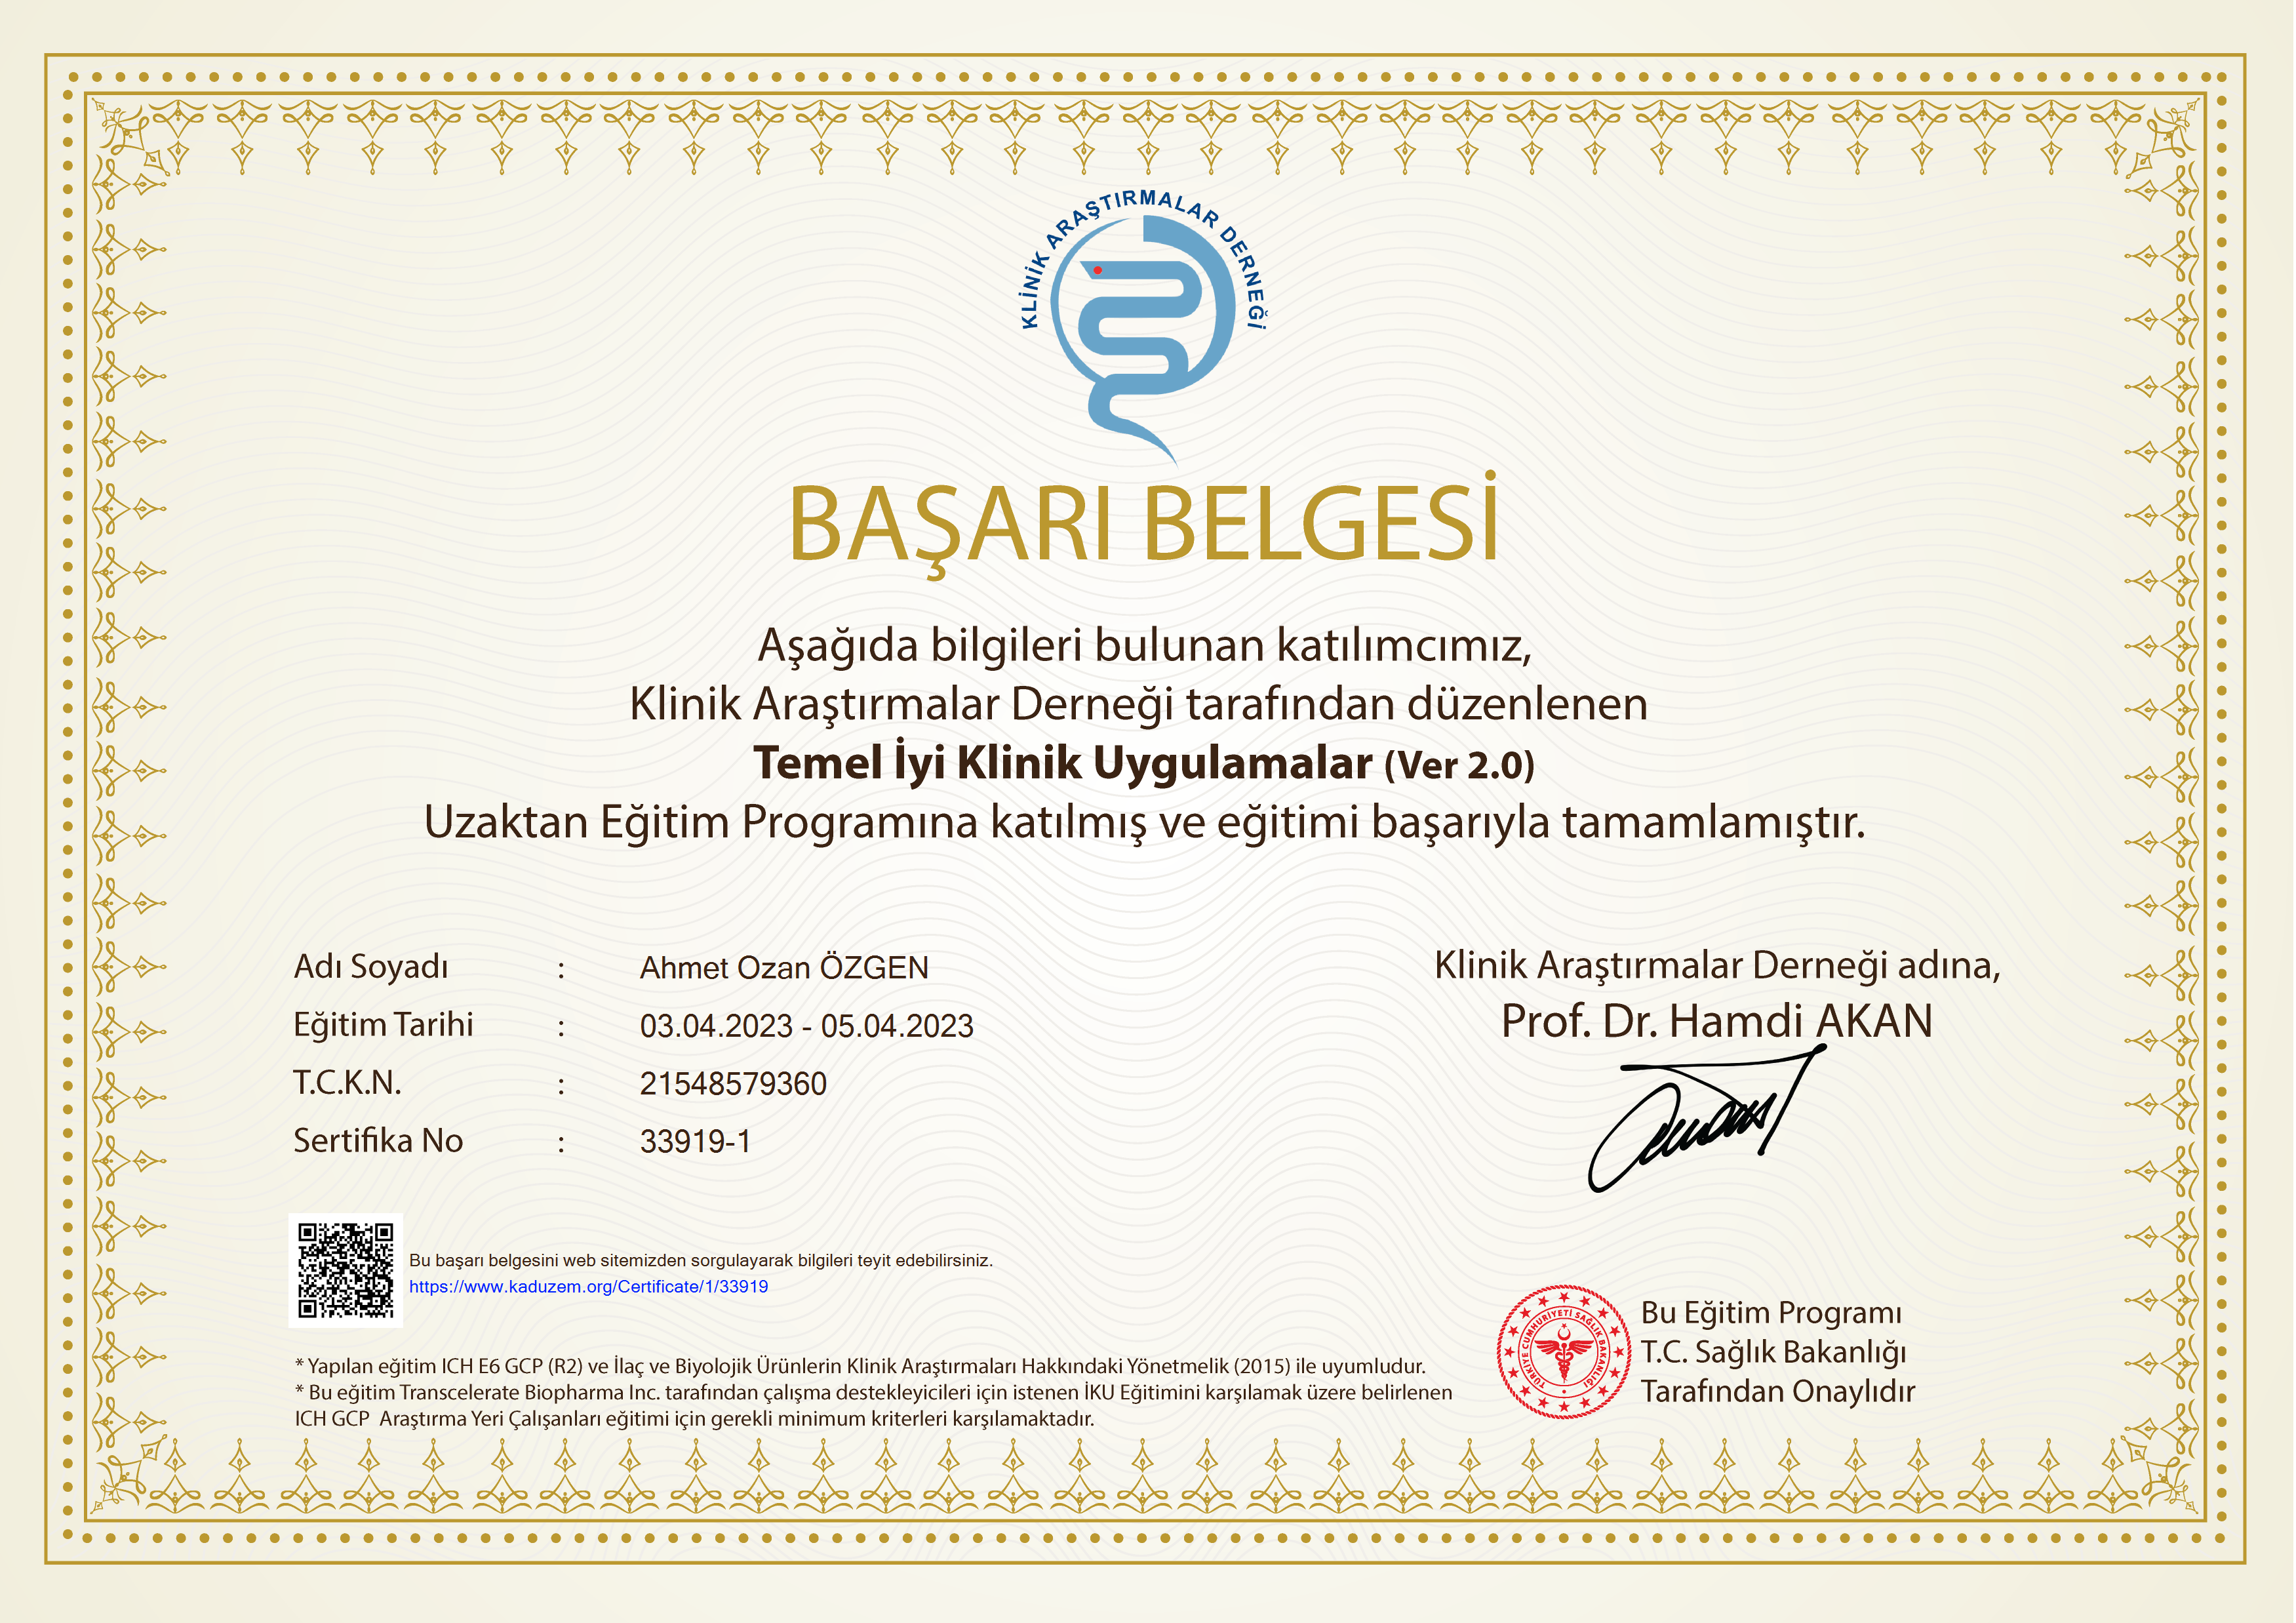 KLİNİK ARAŞTIRMALAR DERNEĞİ
BAŞARI BELGESİ
Aşağıda bilgileri bulunan katılımcımız,
Klinik Araştırmalar Derneği tarafından düzenlenen
Temel İyi Klinik Uygulamalar (Ver 2.0)
Uzaktan Eğitim Programına katılmış ve eğitimi başarıyla tamamlamıştır.
Adı Soyadı : Ahmet Ozan ÖZGEN
Eğitim Tarihi : 03.04.2023 - 05.04.2023
T.C.K.N. : 21548579360
Sertifika No : 33919-1
Klinik Araştırmalar Derneği adına,
Prof. Dr. Hamdi AKAN
Bu başarı belgesini web sitemizden sorgulayarak bilgileri teyit edebilirsiniz.
https://www.kaduzem.org/Certificate/1/33919
* Yapılan eğitim ICH E6 GCP (R2) ve İlaç ve Biyolojik Ürünlerin Klinik Araştırmaları Hakkındaki Yönetmelik (2015) ile uyumludur.
* Bu eğitim Transcelerate Biopharma Inc. tarafından çalışma destekleyicileri için istenen İKU Eğitimini karşılamak üzere belirlenen
ICH GCP Araştırma Yeri Çalışanları eğitimi için gerekli minimum kriterleri karşılamaktadır.
TÜRKİYE CUMHURİYETİ SAĞLIK BAKANLIĞI
Bu Eğitim Programı
T.C. Sağlık Bakanlığı
Tarafından Onaylıdır